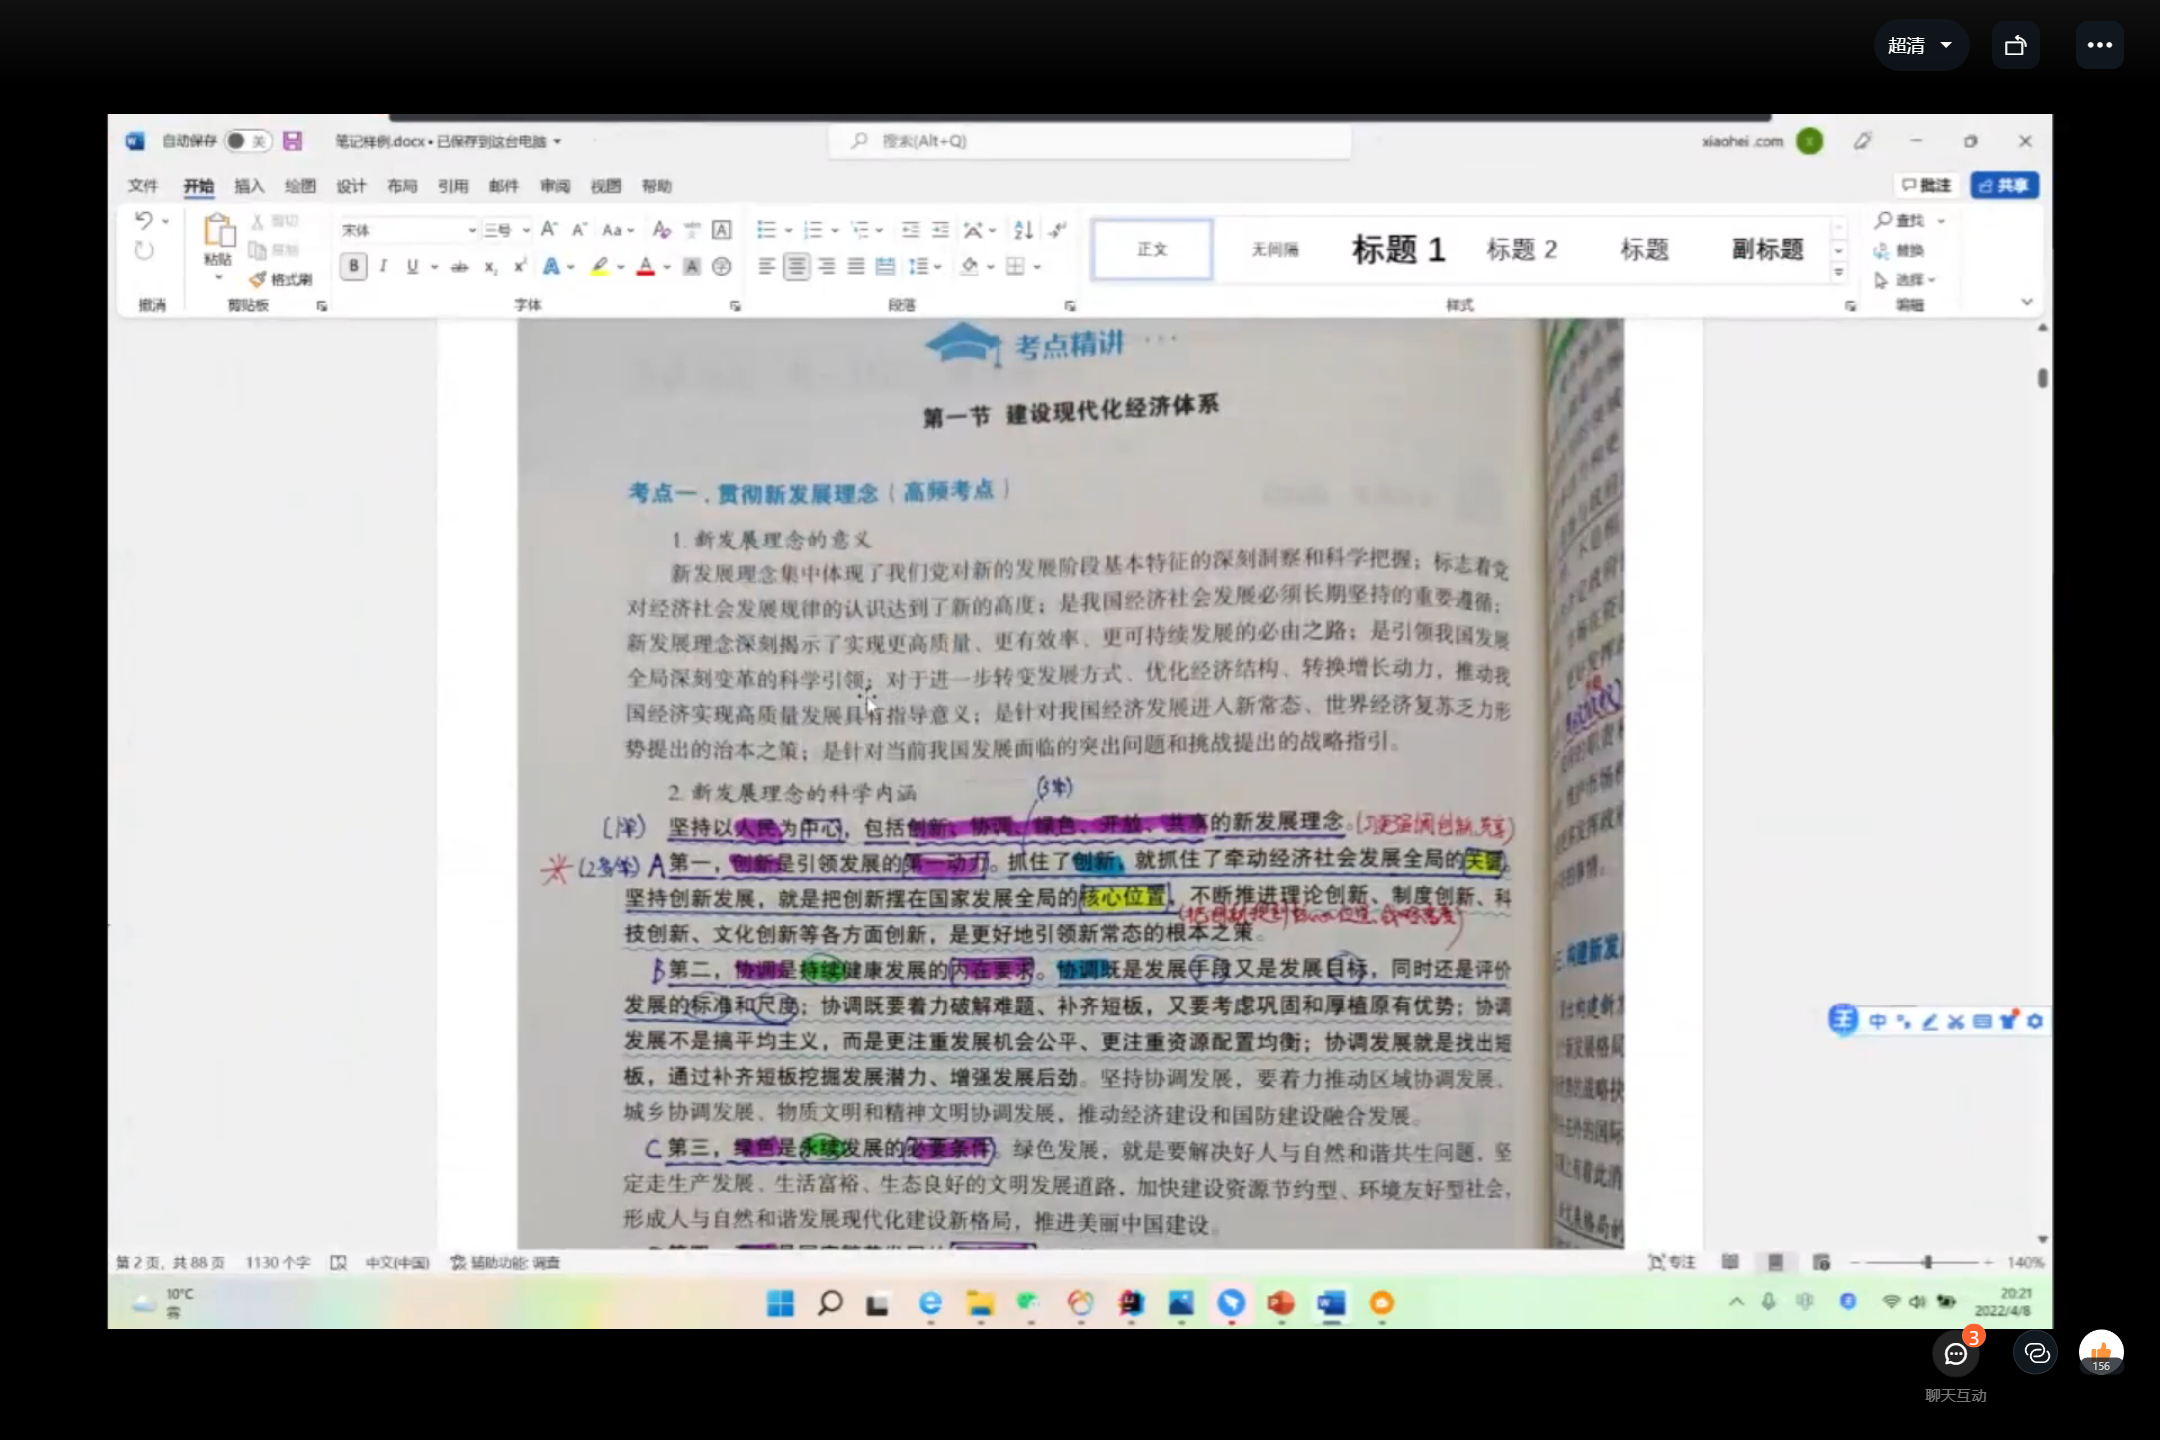 超清
自动保存 关 笔记样例.docx • 已保存到这台电脑 搜索(Alt+Q) xiaohei .com
文件 开始 插入 绘图 设计 布局 引用 邮件 审阅 视图 帮助 批注 共享
撤消
粘贴 剪切 复制 格式刷
剪贴板
宋体 三号 Aa
字体
段落
正文 无间隔 标题 1 标题 2 标题 副标题
样式
查找
替换
选择
编辑
考点精讲 ...
第一节 建设现代化经济体系
考点一 . 贯彻新发展理念（高频考点）
1. 新发展理念的意义
新发展理念集中体现了我们党对新的发展阶段基本特征的深刻洞察和科学把握；标志着党
对经济社会发展规律的认识达到了新的高度；是我国经济社会发展必须长期坚持的重要遵循；
新发展理念深刻揭示了实现更高质量、更有效率、更可持续发展的必由之路；是引领我国发展
全局深刻变革的科学引领；对于进一步转变发展方式、优化经济结构、转换增长动力，推动我
国经济实现高质量发展具有指导意义；是针对我国经济发展进入新常态、世界经济复苏乏力形
势提出的治本之策；是针对当前我国发展面临的突出问题和挑战提出的战略指引。
2. 新发展理念的科学内涵
坚持以人民为中心，包括创新、协调、绿色、开放、共享的新发展理念。
A 第一，创新是引领发展的第一动力。抓住了创新，就抓住了牵动经济社会发展全局的关键。
坚持创新发展，就是把创新摆在国家发展全局的核心位置，不断推进理论创新、制度创新、科
技创新、文化创新等各方面创新，是更好地引领新常态的根本之策。
B 第二，协调是持续健康发展的内在要求。协调既是发展手段又是发展目标，同时还是评价
发展的标准和尺度；协调既要着力破解难题、补齐短板，又要考虑巩固和厚植原有优势；协调
发展不是搞平均主义，而是更注重发展机会公平、更注重资源配置均衡；协调发展就是找出短
板，通过补齐短板挖掘发展潜力、增强发展后劲。坚持协调发展，要着力推动区域协调发展、
城乡协调发展、物质文明和精神文明协调发展，推动经济建设和国防建设融合发展。
C 第三，绿色是永续发展的必要条件。绿色发展，就是要解决好人与自然和谐共生问题，坚
定走生产发展、生活富裕、生态良好的文明发展道路，加快建设资源节约型、环境友好型社会，
形成人与自然和谐发展现代化建设新格局，推进美丽中国建设。
中
第 2 页，共 88 页 1130 个字 中文(中国) 辅助功能: 调查 专注 140%
10°C
雾
20:21
2022/4/8
3
156
聊天互动